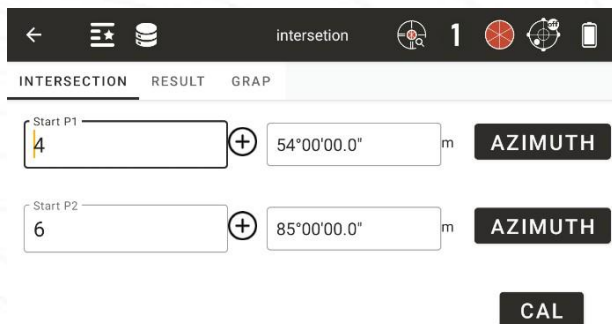 intersetion 1 off
INTERSECTION RESULT GRAP
Start P1
4 54°00'00.0" m AZIMUTH
Start P2
6 85°00'00.0" m AZIMUTH
CAL